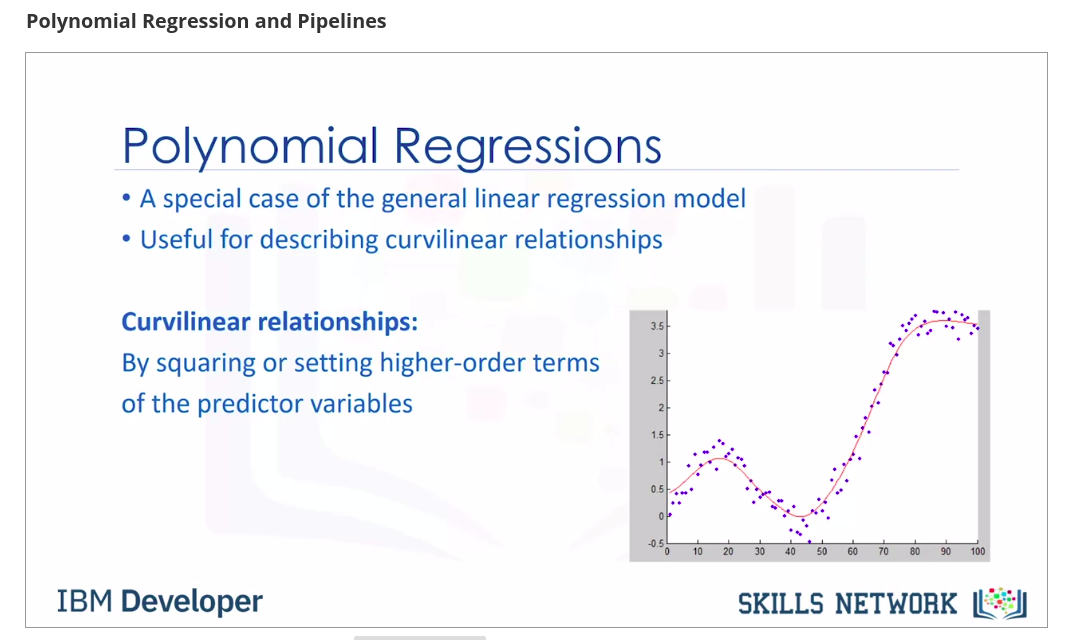 Polynomial Regression and Pipelines
Polynomial Regressions
• A special case of the general linear regression model
• Useful for describing curvilinear relationships
Curvilinear relationships:
By squaring or setting higher-order terms
of the predictor variables
3.5
3
2.5
2
1.5
1
0.5
0
-0.5
0 10 20 30 40 50 60 70 80 90 100
IBM Developer
SKILLS NETWORK